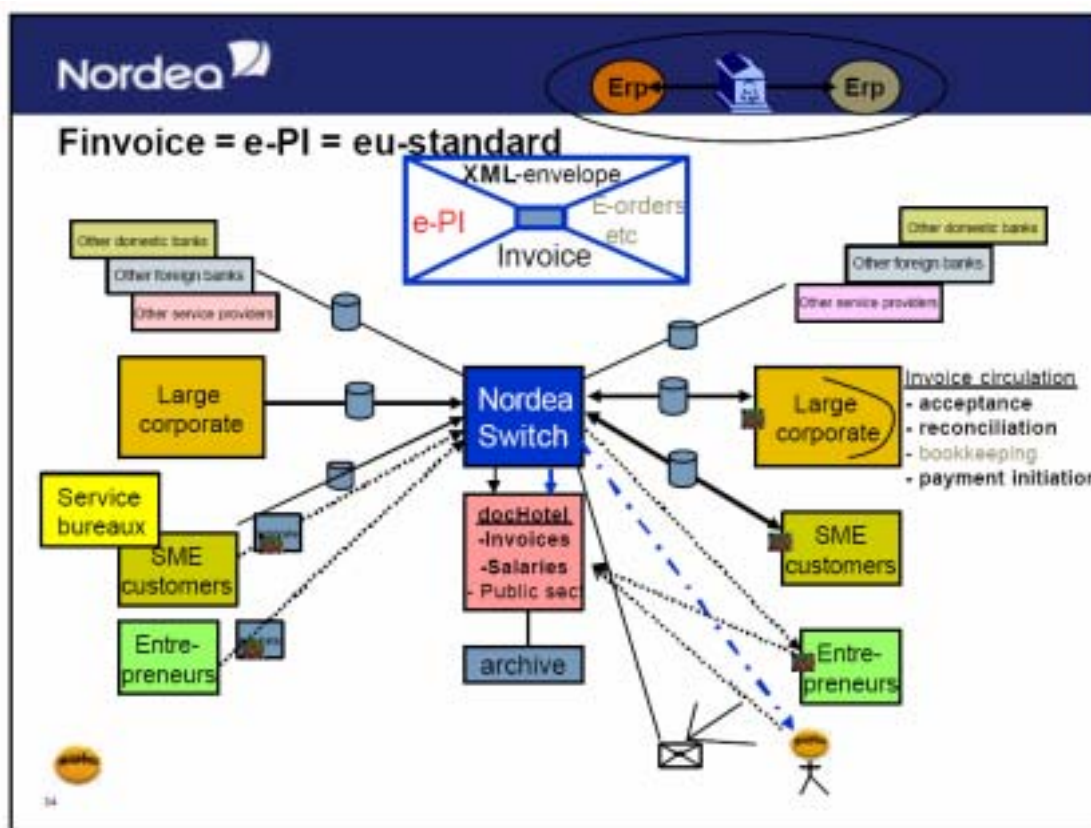 Nordea
Erp
Erp
Finvoice = e-PI = eu-standard
XML-envelope
e-PI
E-orders
etc
Invoice
Other domestic banks
Other foreign banks
Other service providers
Other domestic banks
Other foreign banks
Other service providers
Large
corporate
Nordea
Switch
Large
corporate
Invoice circulation
- acceptance
- reconciliation
- bookkeeping
- payment initiation
Service
bureaux
SME
customers
docHotel
-Invoices
-Salaries
- Public sect
SME
customers
Entre-
preneurs
archive
Entre-
preneurs